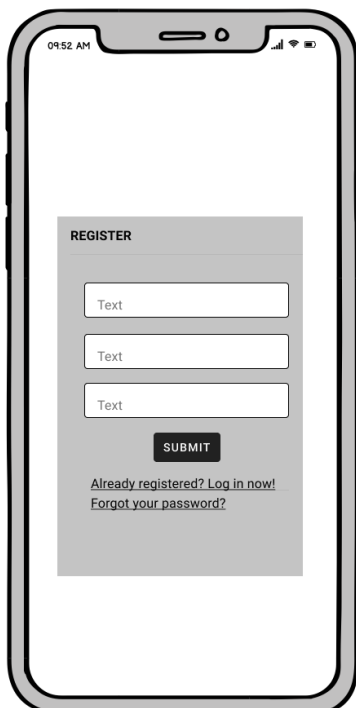 09:52 AM
REGISTER
Text
Text
Text
SUBMIT
Already registered? Log in now!
Forgot your password?